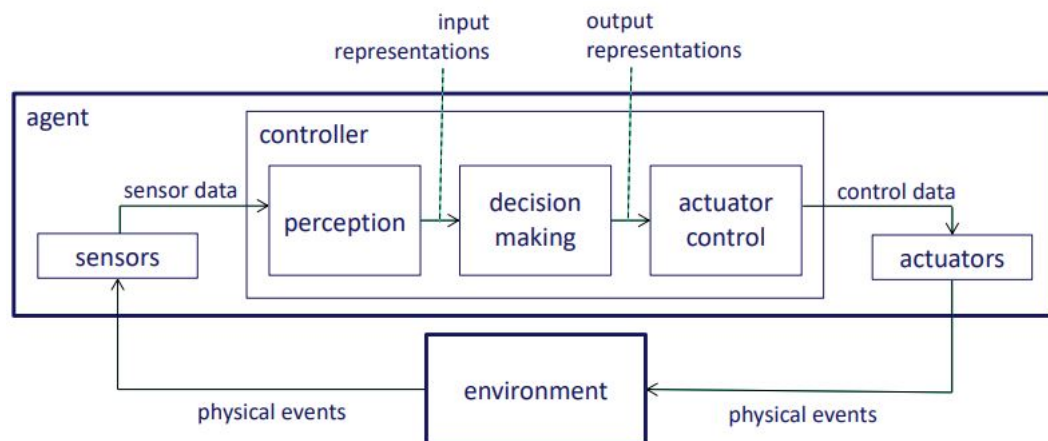 input
representations
output
representations
agent
controller
sensor data
perception
decision
making
actuator
control
control data
sensors
actuators
environment
physical events
physical events